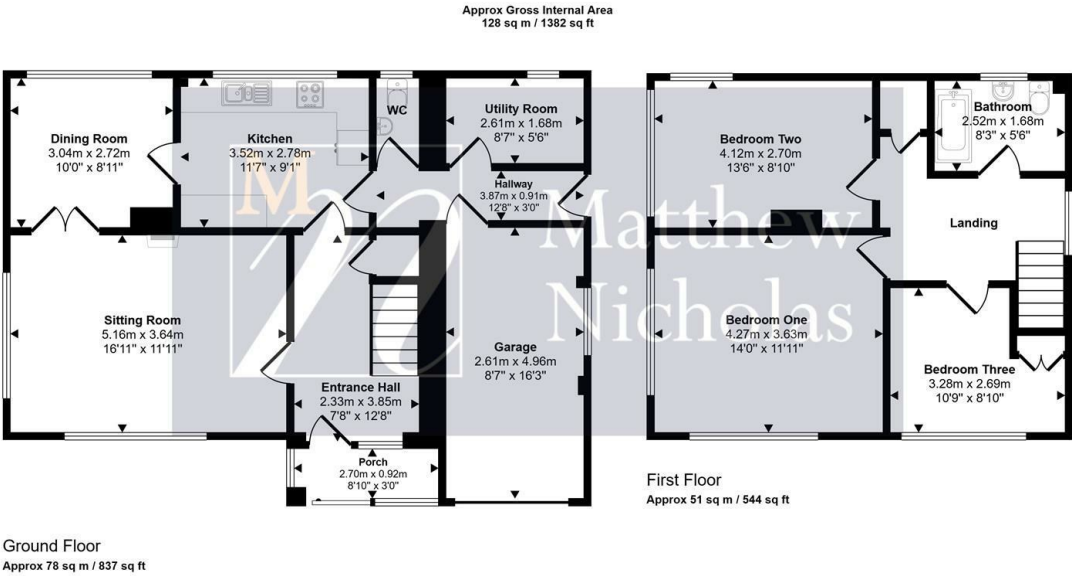 Approx Gross Internal Area
128 sq m / 1382 sq ft
Dining Room
3.04m x 2.72m
10'0" x 8'11"
Kitchen
3.52m x 2.78m
11'7" x 9'1"
WC
Utility Room
2.61m x 1.68m
8'7" x 5'6"
Hallway
3.87m x 0.91m
12'8" x 3'0"
Sitting Room
5.16m x 3.64m
16'11" x 11'11"
Entrance Hall
2.33m x 3.85m
7'8" x 12'8"
Garage
2.61m x 4.96m
8'7" x 16'3"
Porch
2.70m x 0.92m
8'10" x 3'0"
Ground Floor
Approx 78 sq m / 837 sq ft
Bedroom Two
4.12m x 2.70m
13'6" x 8'10"
Bathroom
2.52m x 1.68m
8'3" x 5'6"
Landing
Bedroom One
4.27m x 3.63m
14'0" x 11'11"
Bedroom Three
3.28m x 2.69m
10'9" x 8'10"
First Floor
Approx 51 sq m / 544 sq ft
M
n
Matthew
Nicholas